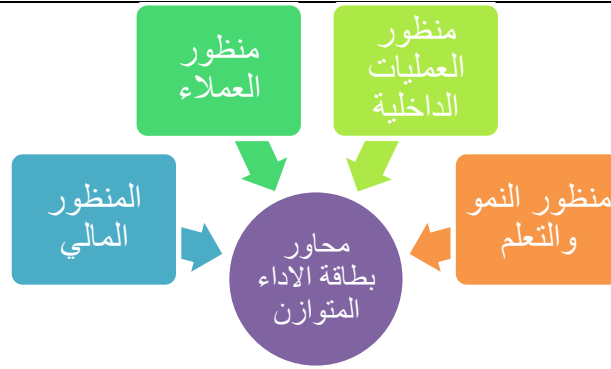 منظور
العمليات
الداخلية
منظور
العملاء
منظور النمو
والتعلم
المنظور
المالي
محاور
بطاقة الاداء
المتوازن